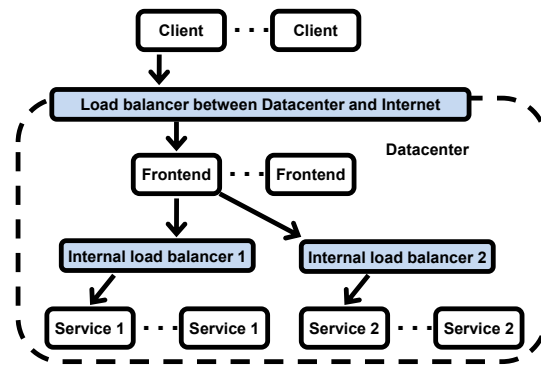 Client ... Client
Load balancer between Datacenter and Internet
Datacenter
Frontend ... Frontend
Internal load balancer 1 Internal load balancer 2
Service 1 ... Service 1 Service 2 ... Service 2